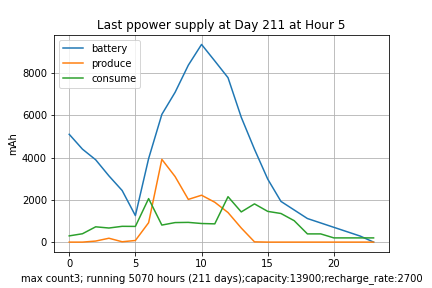 Last ppower supply at Day 211 at Hour 5
battery
produce
consume
8000
6000
4000
2000
0
mAh
0 5 10 15 20
max count3; running 5070 hours (211 days);capacity:13900;recharge_rate:2700